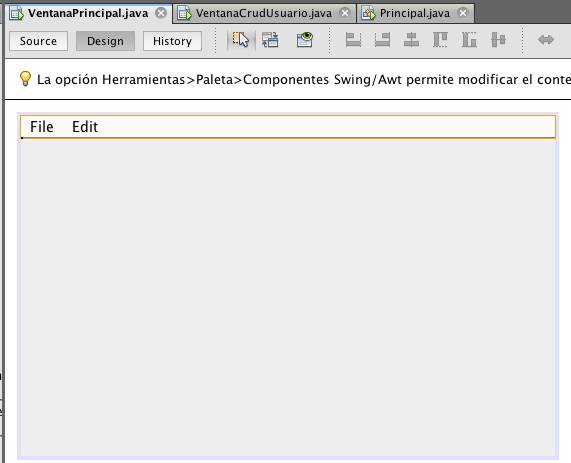 VentanaPrincipal.java VentanaCrudUsuario.java Principal.java
Source Design History
La opción Herramientas>Paleta>Componentes Swing/Awt permite modificar el conte
File Edit